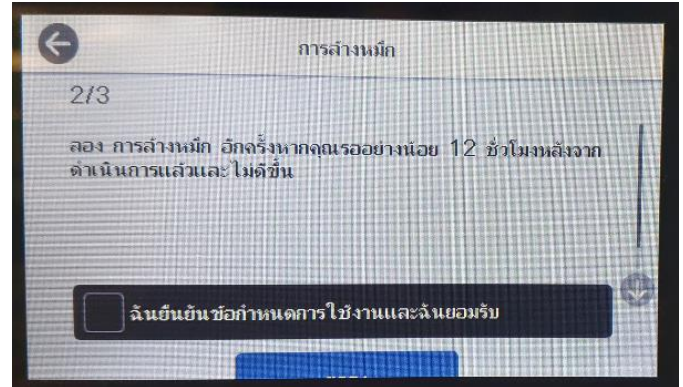 การล้างหมึก
2/3
ลอง การล้างหมึก อีกครั้งหากคุณรออย่างน้อย 12 ชั่วโมงหลังจาก
ดำเนินการแล้วและ ไม่ดีขึ้น
ฉันยืนยันข้อกำหนดการใช้งานและฉันยอมรับ